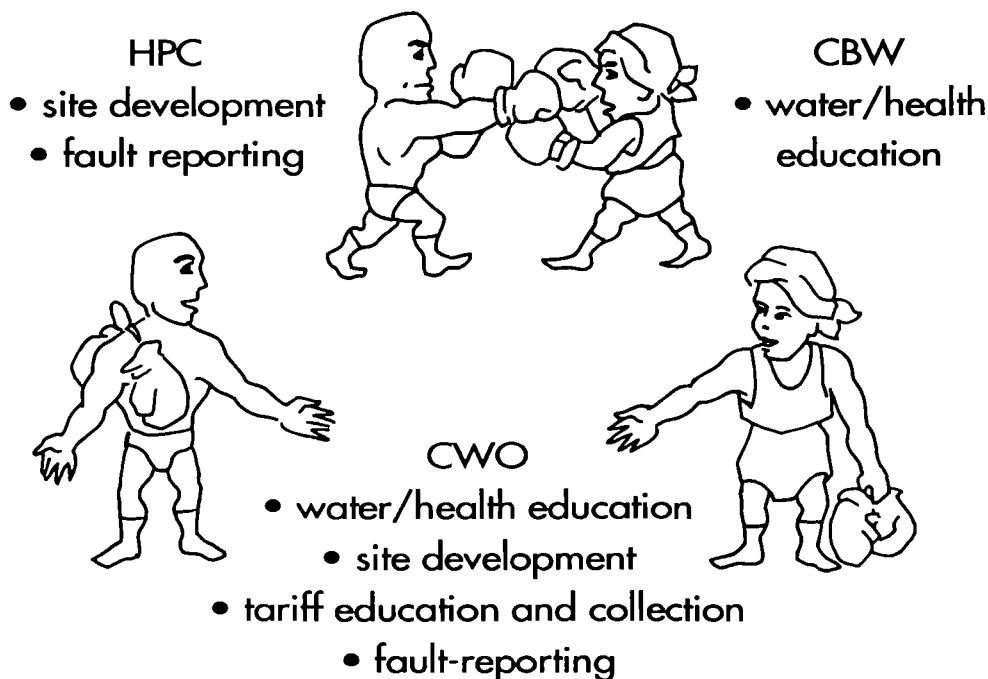 HPC
• site development
• fault reporting
CBW
• water/health
education
CWO
• water/health education
• site development
• tariff education and collection
• fault-reporting